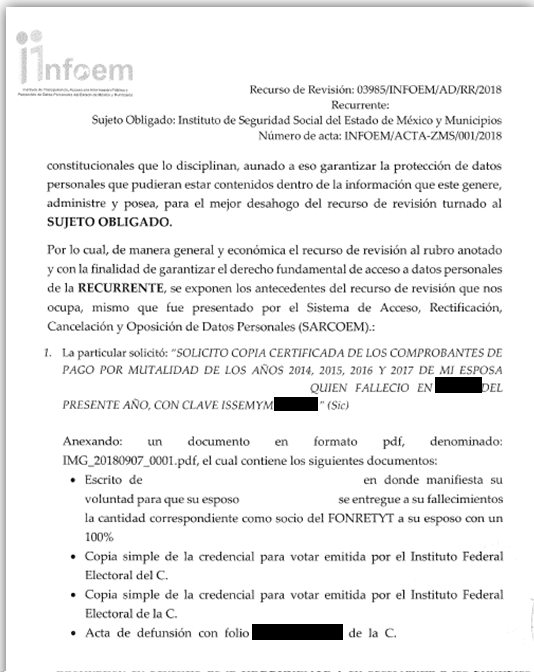 infoem
Instituto de Transparencia, Acceso a la Información Pública y
Protección de Datos Personales del Estado de México y Municipios
Recurso de Revisión: 03985/INFOEM/AD/RR/2018
Recurrente:
Sujeto Obligado: Instituto de Seguridad Social del Estado de México y Municipios
Número de acta: INFOEM/ACTA-ZMS/001/2018
constitucionales que lo disciplinan, aunado a eso garantizar la protección de datos
personales que pudieran estar contenidos dentro de la información que este genere,
administre y posea, para el mejor desahogo del recurso de revisión turnado al
SUJETO OBLIGADO.
Por lo cual, de manera general y económica el recurso de revisión al rubro anotado
y con la finalidad de garantizar el derecho fundamental de acceso a datos personales
de la RECURRENTE, se exponen los antecedentes del recurso de revisión que nos
ocupa, mismo que fue presentado por el Sistema de Acceso, Rectificación,
Cancelación y Oposición de Datos Personales (SARCOEM).:
1. La particular solicitó: "SOLICITO COPIA CERTIFICADA DE LOS COMPROBANTES DE
PAGO POR MUTALIDAD DE LOS AÑOS 2014, 2015, 2016 Y 2017 DE MI ESPOSA
QUIEN FALLECIO EN DEL
PRESENTE AÑO, CON CLAVE ISSEMYM " (Sic)
Anexando: un documento en formato pdf, denominado:
IMG_20180907_0001.pdf, el cual contiene los siguientes documentos:
• Escrito de en donde manifiesta su
voluntad para que su esposo se entregue a su fallecimientos
la cantidad correspondiente como socio del FONRETYT a su esposo con un
100%
• Copia simple de la credencial para votar emitida por el Instituto Federal
Electoral del C.
• Copia simple de la credencial para votar emitida por el Instituto Federal
Electoral de la C.
• Acta de defunción con folio de la C.